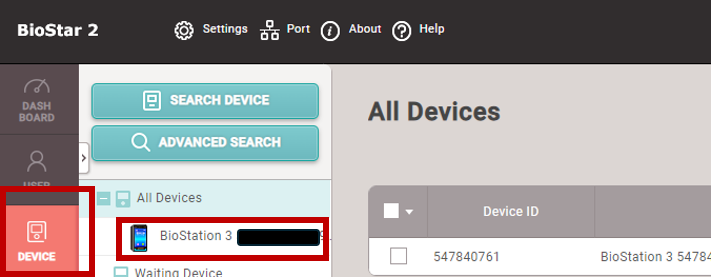 BioStar 2
Settings Port About Help
DASH
BOARD
USER
DEVICE
SEARCH DEVICE
ADVANCED SEARCH
All Devices
BioStation 3
Waiting Device
All Devices
Device ID
547840761 BioStation 3 54784